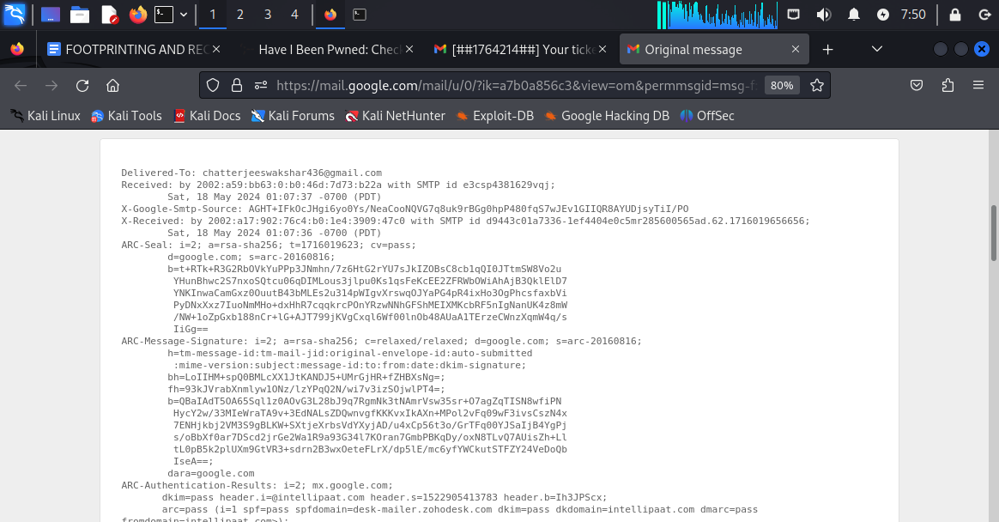 1 2 3 4 7:50
FOOTPRINTING AND REC Have I Been Pwned: Chec [##1764214##] Your ticke Original message
https://mail.google.com/mail/u/0/?ik=a7b0a856c3&view=om&permmsgid=msg-f: 80%
Kali Linux Kali Tools Kali Docs Kali Forums Kali NetHunter Exploit-DB Google Hacking DB OffSec
Delivered-To: chatterjeeswakshar436@gmail.com
Received: by 2002:a59:bb63:0:b0:46d:7d73:b22a with SMTP id e3csp4381629vqj;
Sat, 18 May 2024 01:07:37 -0700 (PDT)
X-Google-Smtp-Source: AGHT+IFkOcJHgi6yo0Ys/NeaCooNQVG7q8uk9rBGg0hpP480fqS7wJEv1GIIQR8AYUDjsyTiI/PO
X-Received: by 2002:a17:902:76c4:b0:1e4:3909:47c0 with SMTP id d9443c01a7336-1ef4404e0c5mr285600565ad.62.1716019656656;
Sat, 18 May 2024 01:07:36 -0700 (PDT)
ARC-Seal: i=2; a=rsa-sha256; t=1716019623; cv=pass;
d=google.com; s=arc-20160816;
b=t+RTk+R3G2RbOVkYuPPp3JNmhn/7z6HtG2rYU7sJkIZOBsC8cb1qQI0JTtmSW8Vo2u
YHunBhwc2S7nxoSQtcu06qDIMLous3jlpu0Ks1qsFeKcEE2ZFRWbOWiAhAjB3QklElD7
YNKInwaCamGxz0OuutB43bMLEs2u314pWIgvXrswqOJYaPG4pR4ixHo3OgPhcsfaxbVi
PyDNxXxz7IuoNmMHo+dxHhR7cqqkrcPOnYRzwNNhGFShMEIXMKcbRF5nIgNanUK4z8mW
/NW+1oZpGxb188nCr+lG+AJT799jKVgCxql6Wf00lnOb48AUaA1TErzeCWnzXqmW4q/s
IiGg==
ARC-Message-Signature: i=2; a=rsa-sha256; c=relaxed/relaxed; d=google.com; s=arc-20160816;
h=tm-message-id:tm-mail-jid:original-envelope-id:auto-submitted
:mime-version:subject:message-id:to:from:date:dkim-signature;
bh=LoIIHM+spQ0BMLcXX1JtKANDJ5+UMrGjHR+fZHBXsNg=;
fh=93kJVrabXnmlyw1ONz/lzYPqQ2N/wi7v3izSOjwlPT4=;
b=QBaIAdT5OA65Sql1z0AOvG3L28bJ9q7RgmNk3tNAmrVsw35sr+O7agZqTISN8wfiPN
HycY2w/33MIeWraTA9v+3EdNALsZDQwnvgfKKKvxIkAXn+MPol2vFq09wF3ivsCszN4x
7ENHjkbj2VM3S9gBLKW+SXtjeXrbsVdYXyjAD/u4xCp56t3o/GrTFq00YJSaIjB4YgPj
s/oBbXf0ar7DScd2jrGe2Wa1R9a93G34l7KOran7GmbPBKqDy/oxN8TLvQ7AUisZh+Ll
tL0pB5k2plUXm9GtVR3+sdrn2B3wxOeteFLrX/dp5lE/mc6yfYWCkutSTFZY24VeDoQb
IseA==;
dara=google.com
ARC-Authentication-Results: i=2; mx.google.com;
dkim=pass header.i=@intellipaat.com header.s=1522905413783 header.b=Ih3JPScx;
arc=pass (i=1 spf=pass spfdomain=desk-mailer.zohodesk.com dkim=pass dkdomain=intellipaat.com dmarc=pass
fromdomain=intellipaat.com>);